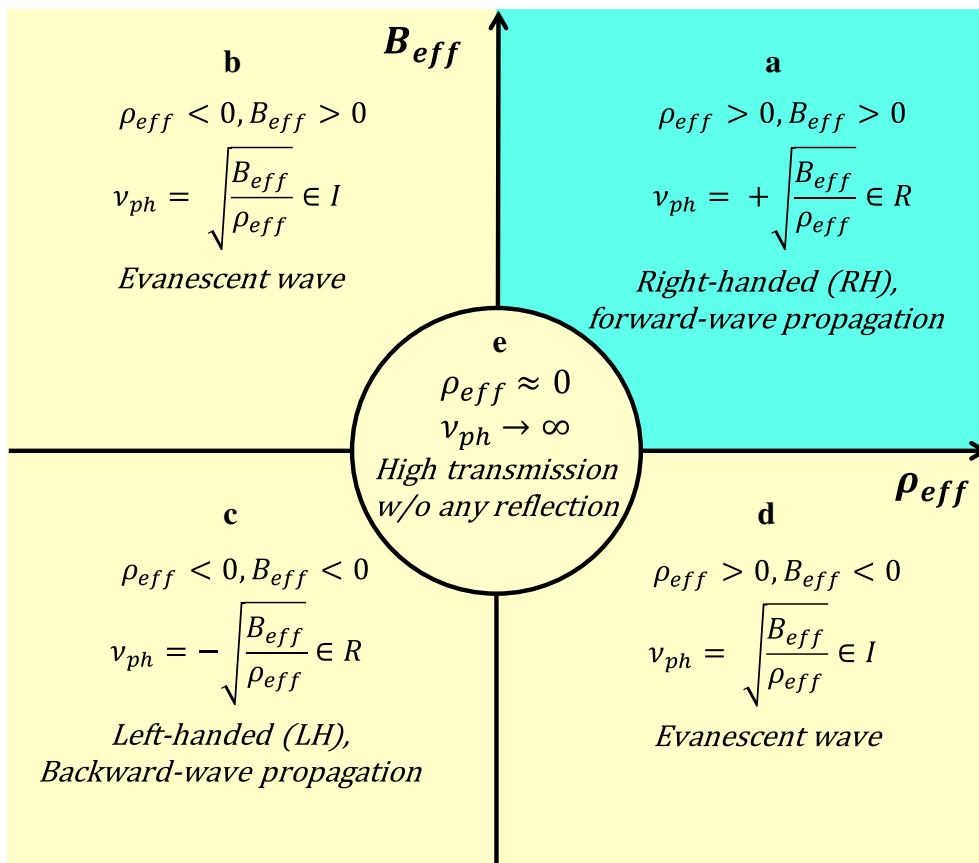 B_eff
b
ρ_eff < 0, B_eff > 0
ν_ph = √(B_eff/ρ_eff) ∈ I
Evanescent wave
a
ρ_eff > 0, B_eff > 0
ν_ph = +√(B_eff/ρ_eff) ∈ R
Right-handed (RH),
forward-wave propagation
e
ρ_eff ≈ 0
ν_ph → ∞
High transmission
w/o any reflection
ρ_eff
c
ρ_eff < 0, B_eff < 0
ν_ph = −√(B_eff/ρ_eff) ∈ R
Left-handed (LH),
Backward-wave propagation
d
ρ_eff > 0, B_eff < 0
ν_ph = √(B_eff/ρ_eff) ∈ I
Evanescent wave